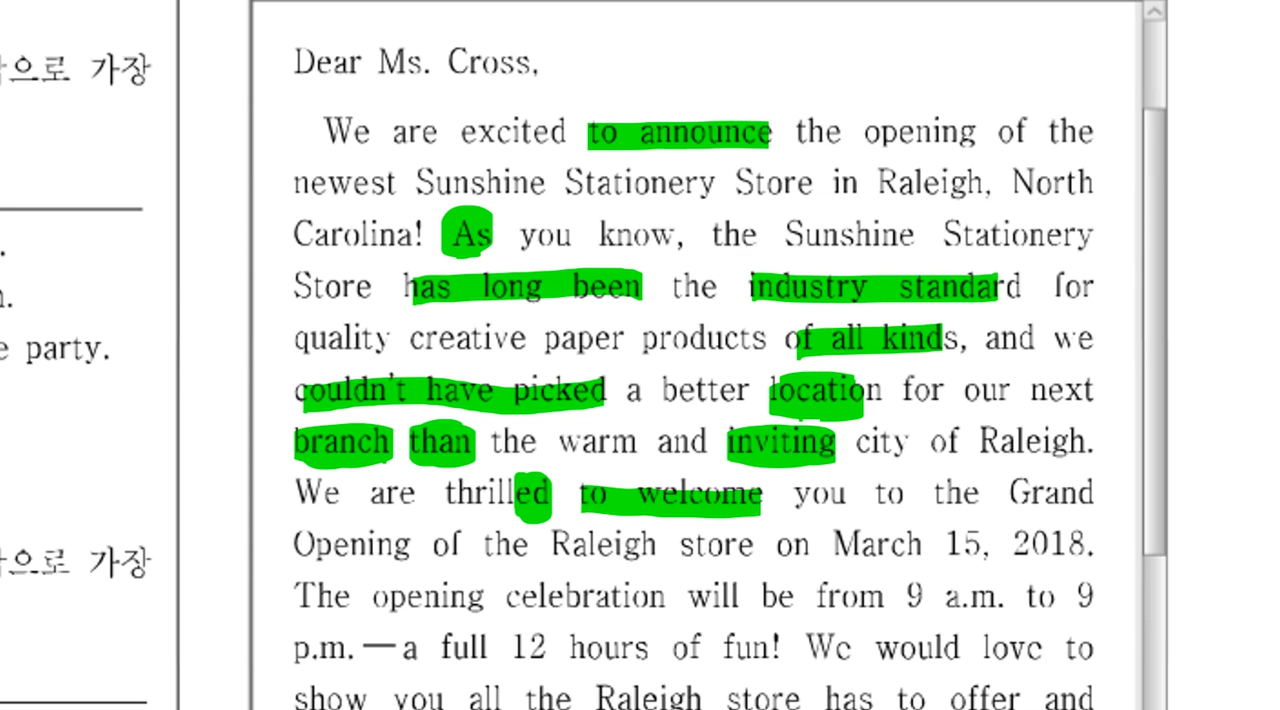 으로 가장
party.
으로 가장
Dear Ms. Cross,
We are excited to announce the opening of the
newest Sunshine Stationery Store in Raleigh, North
Carolina! As you know, the Sunshine Stationery
Store has long been the industry standard for
quality creative paper products of all kinds, and we
couldn't have picked a better location for our next
branch than the warm and inviting city of Raleigh.
We are thrilled to welcome you to the Grand
Opening of the Raleigh store on March 15, 2018.
The opening celebration will be from 9 a.m. to 9
p.m.—a full 12 hours of fun! We would love to
show you all the Raleigh store has to offer and